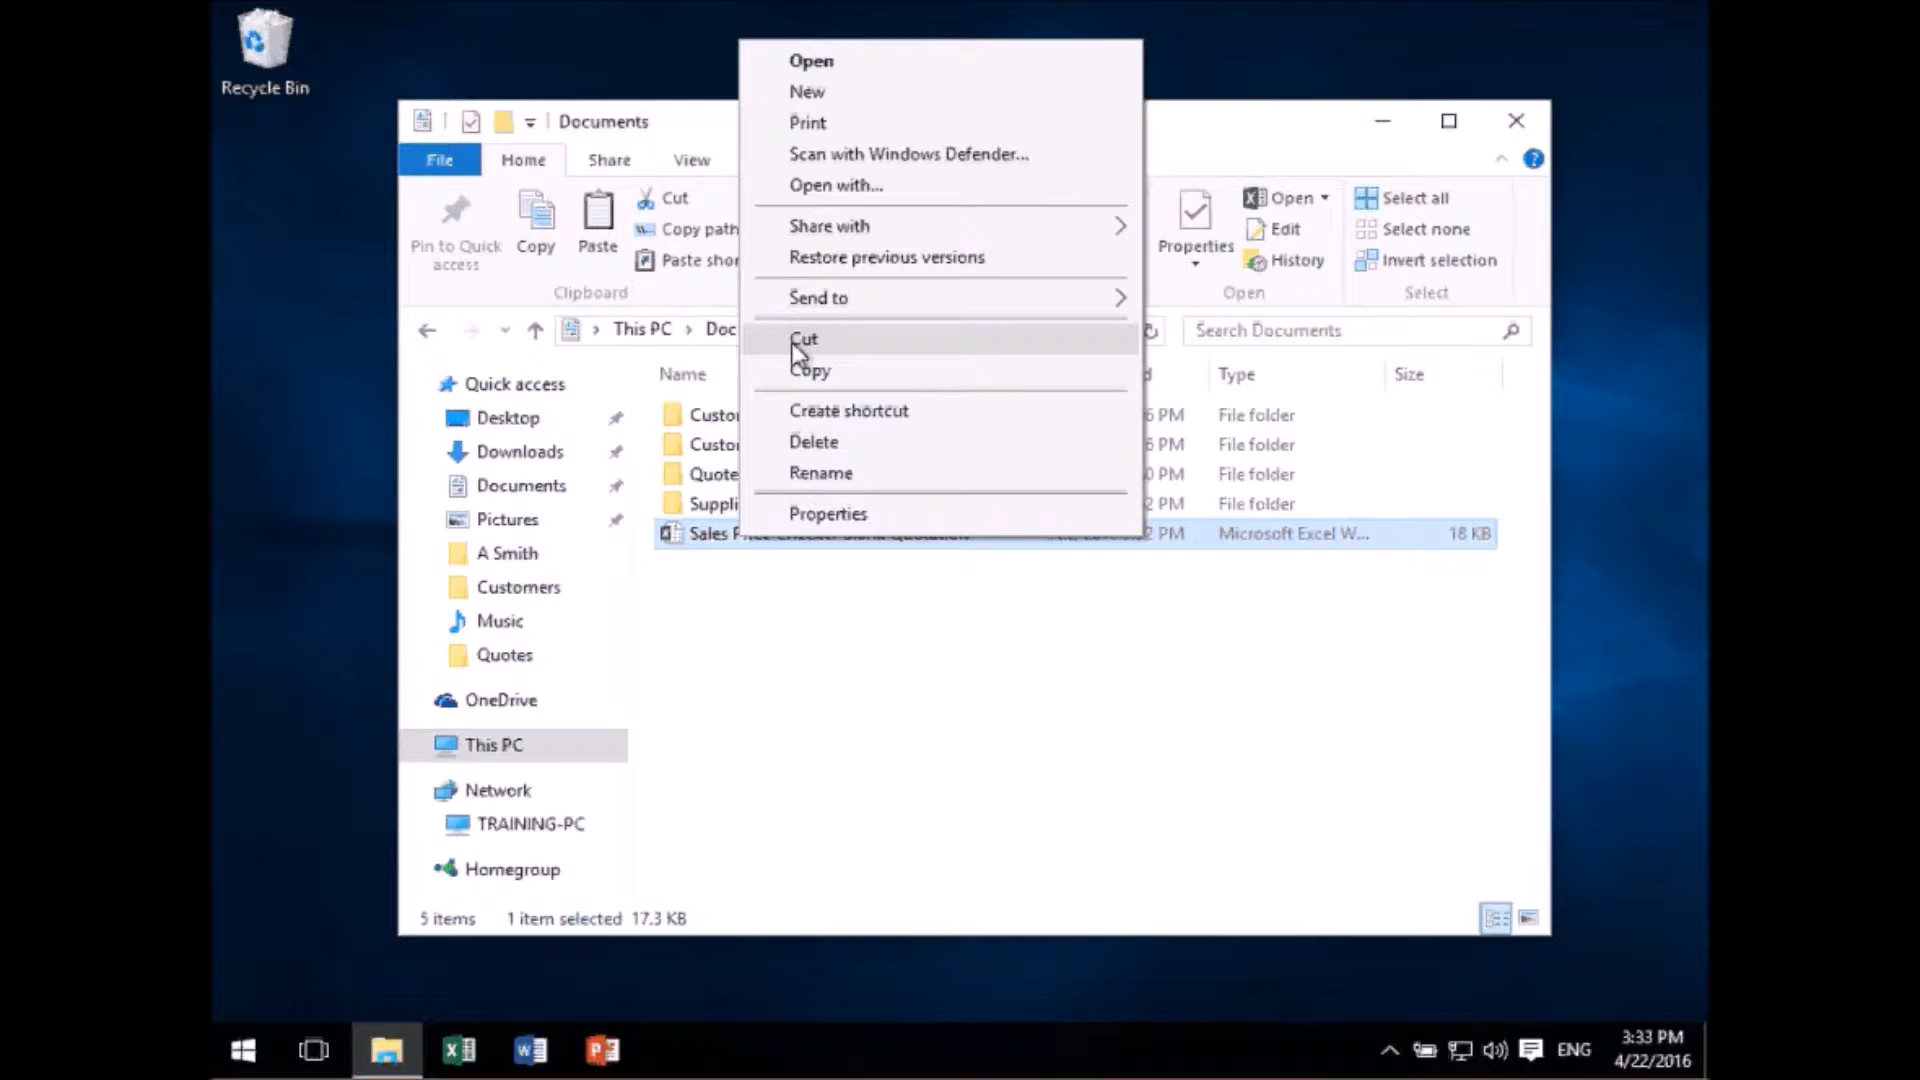 Recycle Bin
Open
New
Print
Scan with Windows Defender...
Open with...
Share with
Restore previous versions
Send to
Cut
Copy
Create shortcut
Delete
Rename
Properties
Documents
File Home Share View
Pin to Quick access
Copy
Paste
Cut
Copy path
Paste shor
Clipboard
Properties
Open
Edit
History
Open
Select all
Select none
Invert selection
Select
This PC > Doc
Search Documents
Name Type Size
Custo 6 PM File folder
Custo 6 PM File folder
Quote 0 PM File folder
Suppli 2 PM File folder
Sales 2 PM Microsoft Excel W... 18 KB
Quick access
Desktop
Downloads
Documents
Pictures
A Smith
Customers
Music
Quotes
OneDrive
This PC
Network
TRAINING-PC
Homegroup
5 items 1 item selected 17.3 KB
ENG
3:33 PM
4/22/2016